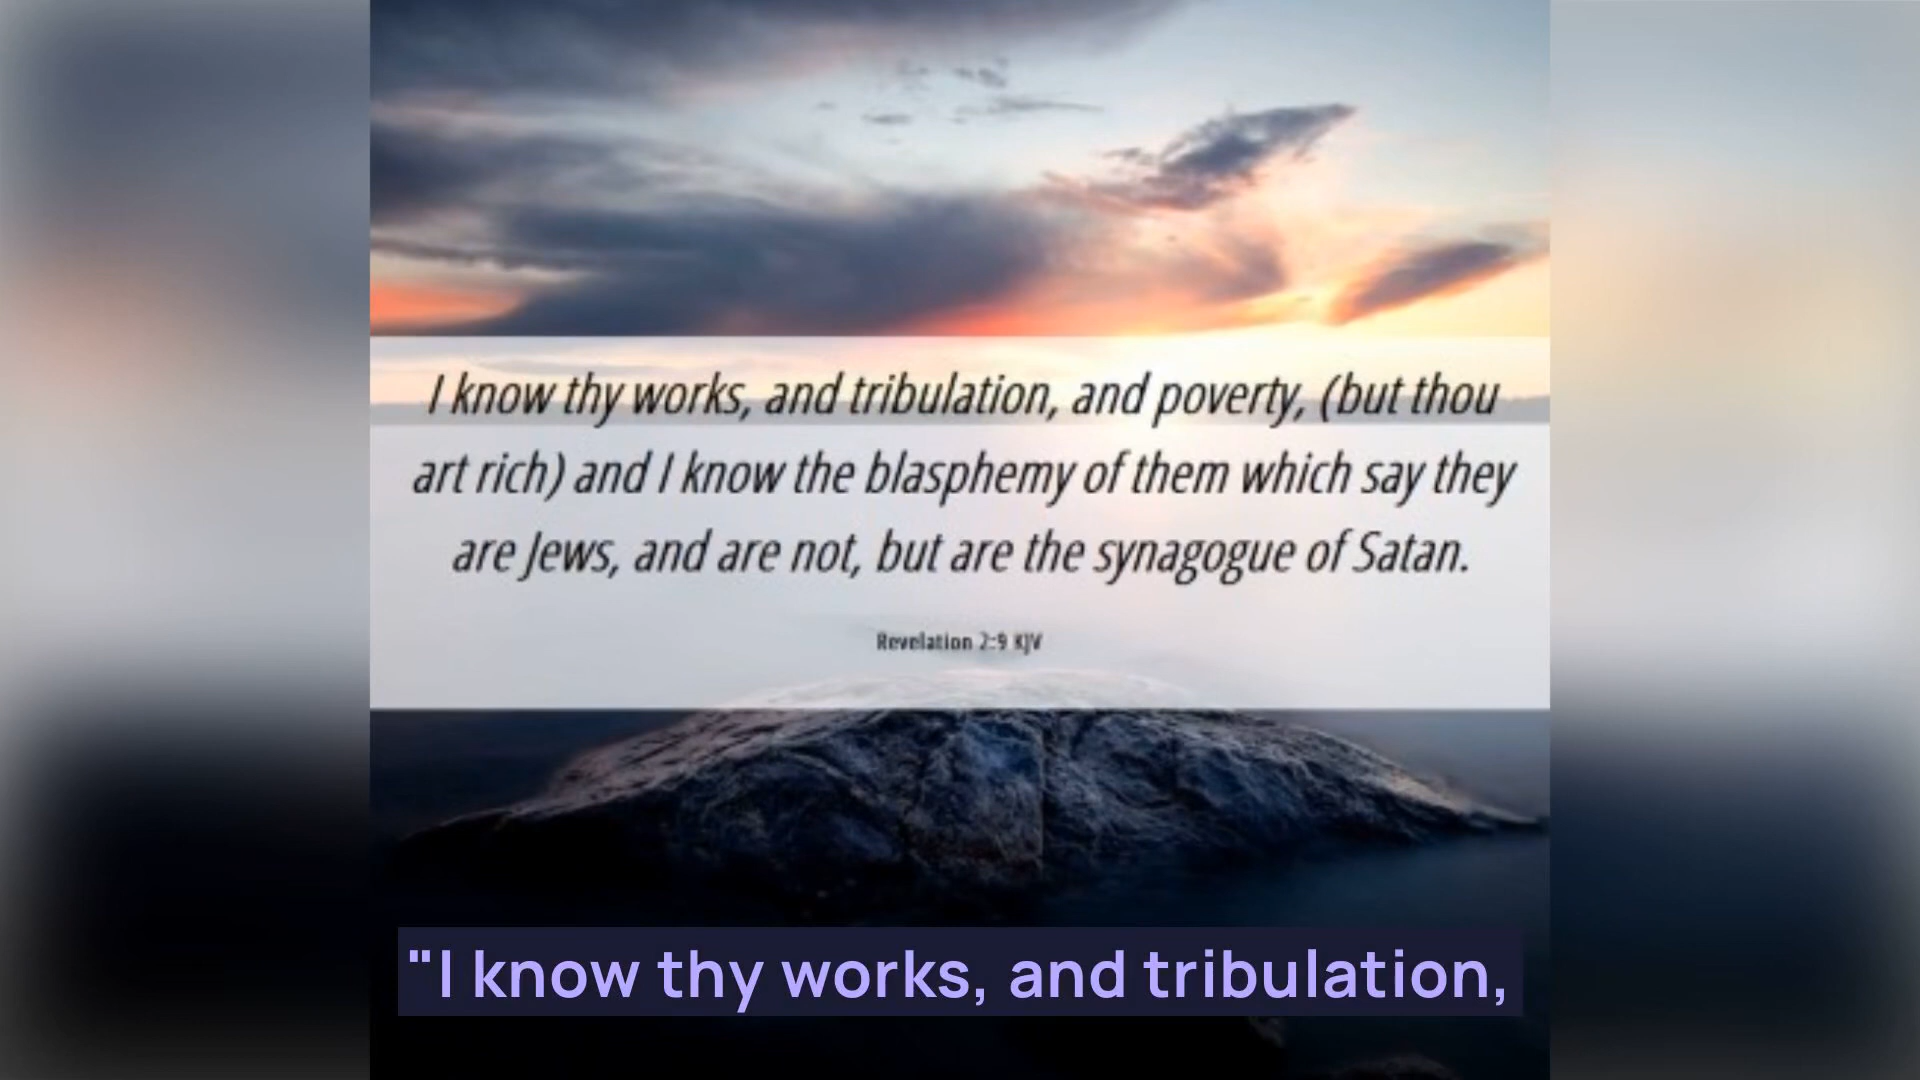 I know thy works, and tribulation, and poverty, (but thou
art rich) and I know the blasphemy of them which say they
are Jews, and are not, but are the synagogue of Satan.
Revelation 2:9 KJV
"I know thy works, and tribulation,